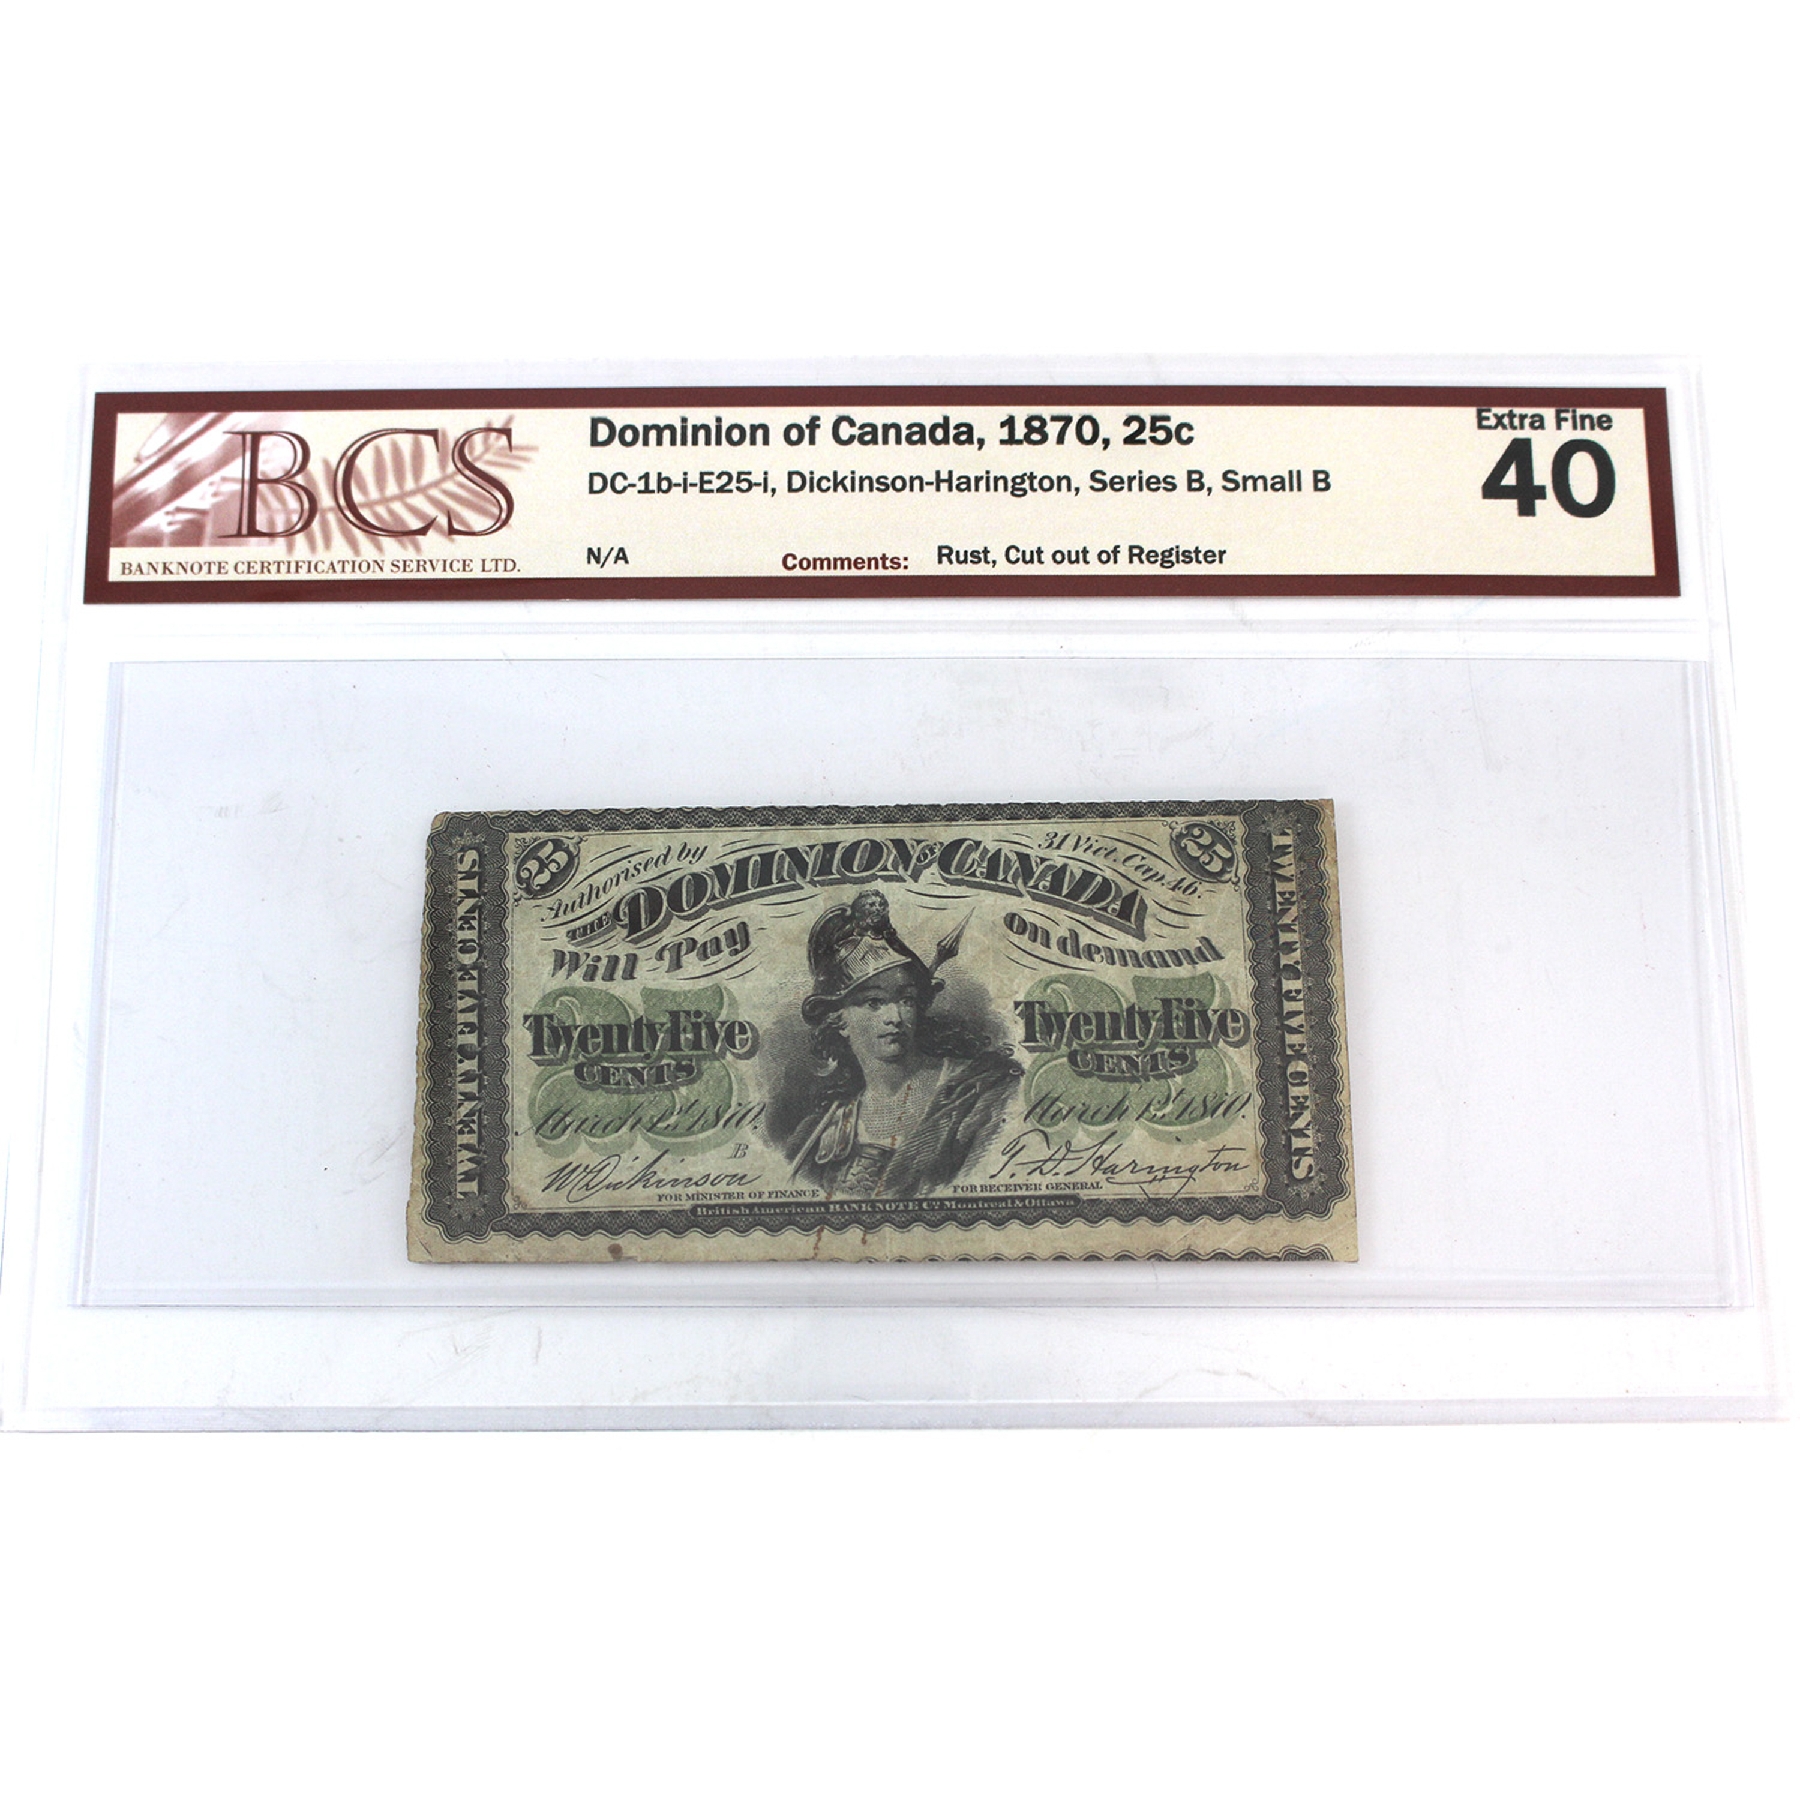 BCS
BANKNOTE CERTIFICATION SERVICE LTD.
Dominion of Canada, 1870, 25c
DC-1b-i-E25-i, Dickinson-Harington, Series B, Small B
N/A
Comments: Rust, Cut out of Register
Extra Fine
40
25
Authorised by
31 Vict. Cap. 46.
25
THE DOMINION OF CANADA
Will Pay
on demand
Twenty Five
CENTS
Twenty Five
CENTS
March 1st 1870.
March 1st 1870.
B
W Dickinson
T. D. Harington
FOR MINISTER OF FINANCE
FOR RECEIVER GENERAL
British American BANK NOTE Co. Montreal & Ottawa
TWENTY FIVE CENTS
TWENTY FIVE CENTS